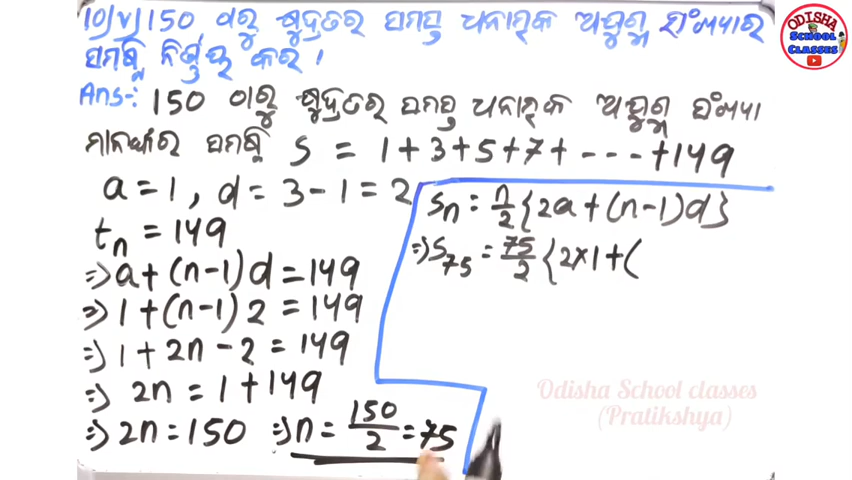 10)v)150 ଠାରୁ କ୍ଷୁଦ୍ରତର ସମସ୍ତ ଧନାତ୍ମକ ଅଯୁଗ୍ମ ସଂଖ୍ୟାର
ସମଷ୍ଟି ନିର୍ଣ୍ଣୟ କର ।
Ans-: 150 ଠାରୁ କ୍ଷୁଦ୍ରତର ସମସ୍ତ ଧନାତ୍ମକ ଅଯୁଗ୍ମ ସଂଖ୍ୟା
ମାନଙ୍କର ସମଷ୍ଟି S = 1+3+5+7+----+149
a=1, d=3-1=2
tn=149
=>a+(n-1)d=149
=>1+(n-1)2=149
=>1+2n-2=149
=>2n=1+149
=>2n=150 =>n=150/2=75
Sn=n/2{2a+(n-1)d}
=>S75=75/2{2×1+(
ODISHA
SCHOOL
CLASSES
Odisha School classes
(Pratikshya)